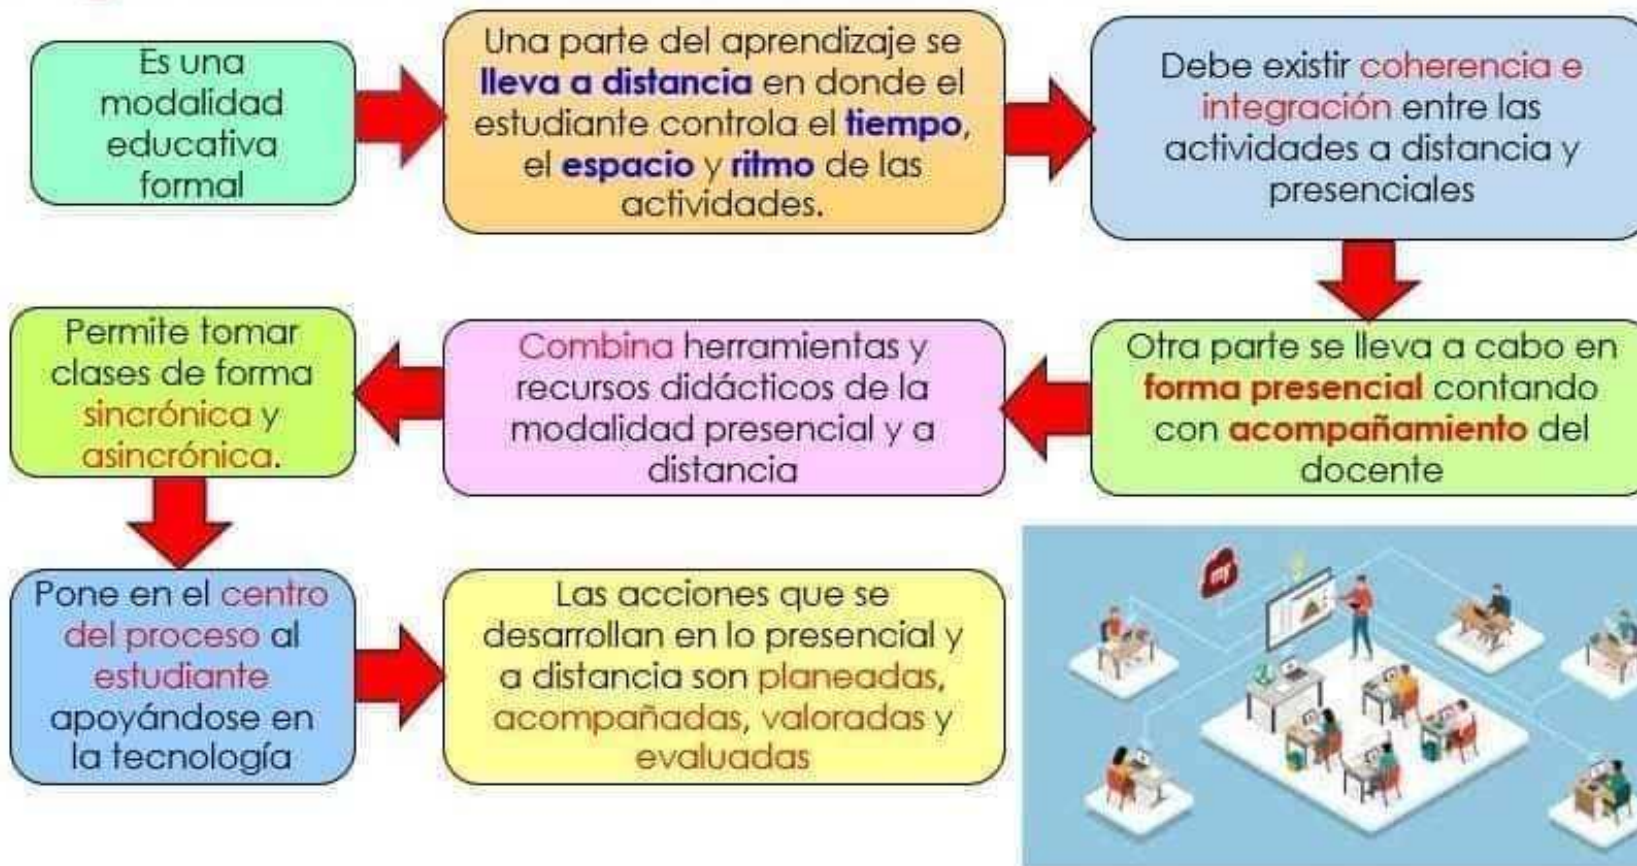 Es una
modalidad
educativa
formal
Una parte del aprendizaje se
lleva a distancia en donde el
estudiante controla el tiempo,
el espacio y ritmo de las
actividades.
Debe existir coherencia e
integración entre las
actividades a distancia y
presenciales
Otra parte se lleva a cabo en
forma presencial contando
con acompañamiento del
docente
Combina herramientas y
recursos didácticos de la
modalidad presencial y a
distancia
Permite tomar
clases de forma
sincrónica y
asincrónica.
Pone en el centro
del proceso al
estudiante
apoyándose en
la tecnología
Las acciones que se
desarrollan en lo presencial y
a distancia son planeadas,
acompañadas, valoradas y
evaluadas